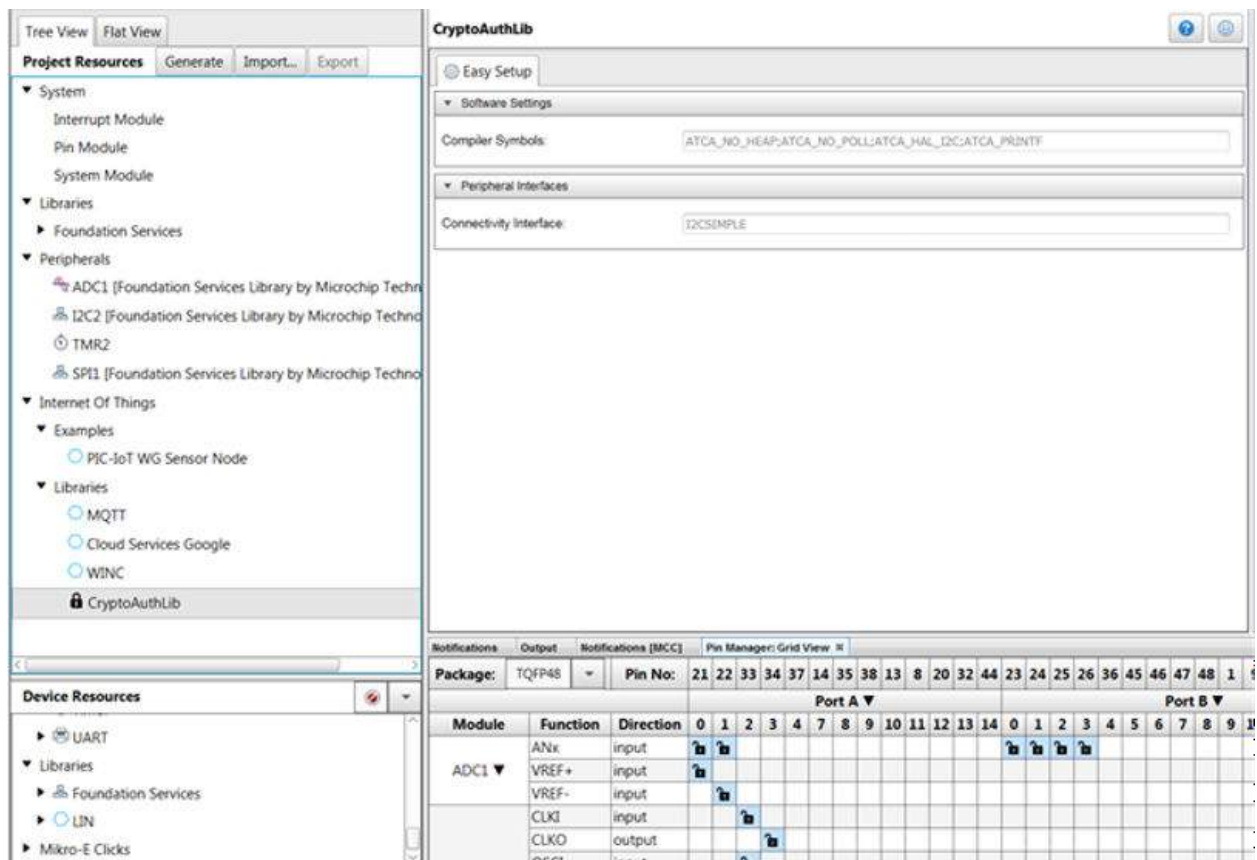 Tree View Flat View
Project Resources Generate Import... Export
System
Interrupt Module
Pin Module
System Module
Libraries
Foundation Services
Peripherals
ADC1 [Foundation Services Library by Microchip Techn
I2C2 [Foundation Services Library by Microchip Techno
TMR2
SPI1 [Foundation Services Library by Microchip Techno
Internet Of Things
Examples
PIC-IoT WG Sensor Node
Libraries
MQTT
Cloud Services Google
WINC
CryptoAuthLib
Device Resources
UART
Libraries
Foundation Services
LIN
Mikro-E Clicks
CryptoAuthLib
Easy Setup
Software Settings
Compiler Symbols: ATCA_NO_HEAP;ATCA_NO_POLL;ATCA_HAL_I2C;ATCA_PRINTF
Peripheral Interfaces
Connectivity Interface: I2CSIMPLE
Notifications Output Notifications [MCC] Pin Manager: Grid View
Package: TQFP48 Pin No: 21 22 33 34 37 14 35 38 13 8 20 32 44 23 24 25 26 36 45 46 47 48 1
Port A ▼ Port B ▼
Module Function Direction 0 1 2 3 4 7 8 9 10 11 12 13 14 0 1 2 3 4 5 6 7 8 9
ANx input
ADC1 ▼ VREF+ input
VREF- input
CLKI input
CLKO output